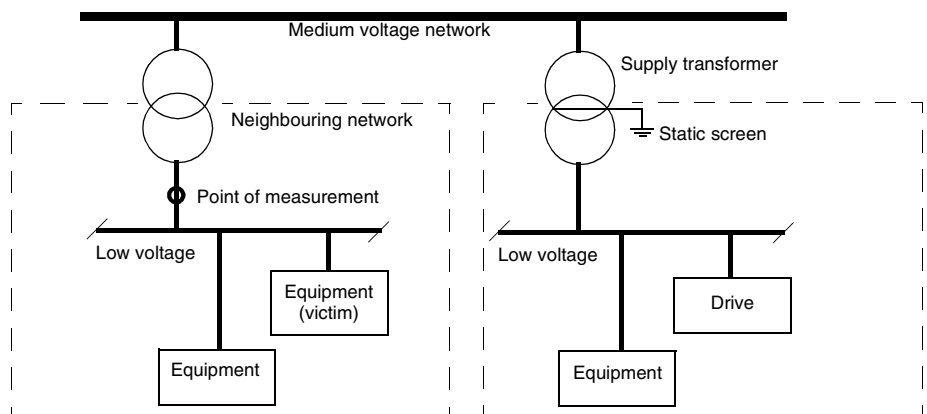 Medium voltage network
Supply transformer
Neighbouring network
Static screen
Point of measurement
Low voltage
Low voltage
Equipment
(victim)
Drive
Equipment
Equipment